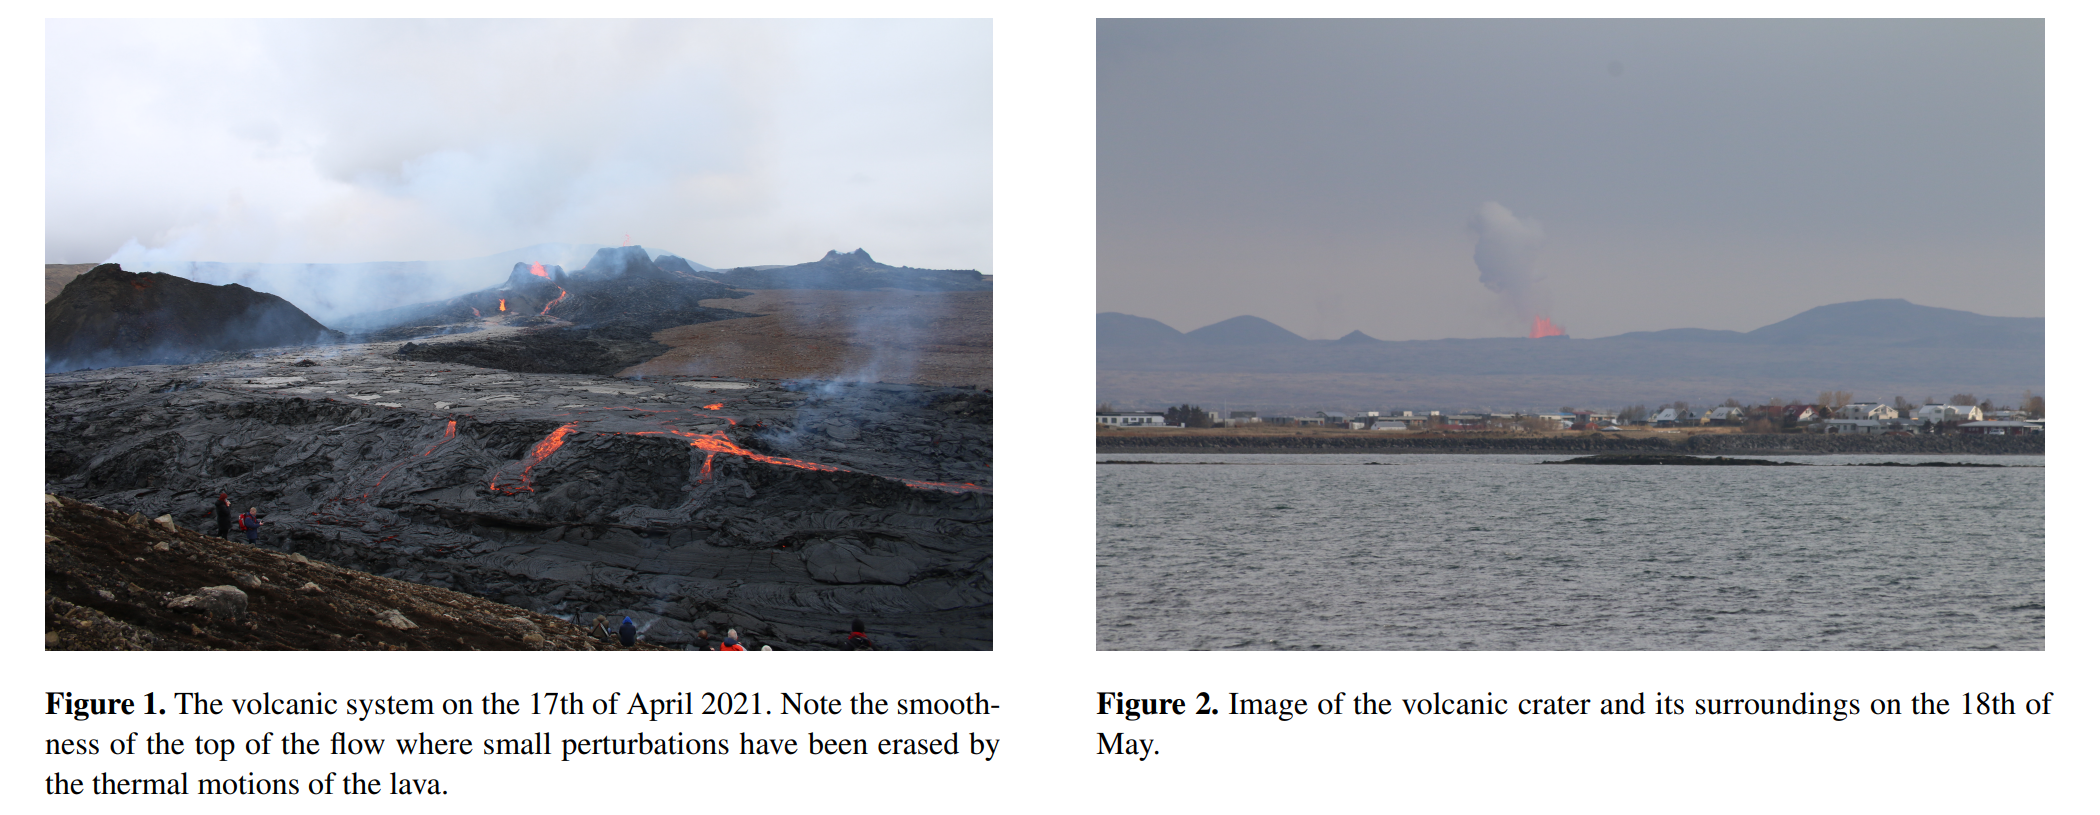 Figure 1. The volcanic system on the 17th of April 2021. Note the smooth-
ness of the top of the flow where small perturbations have been erased by
the thermal motions of the lava.
Figure 2. Image of the volcanic crater and its surroundings on the 18th of
May.